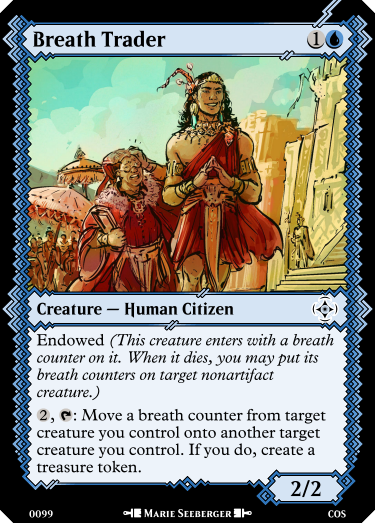 Breath Trader 1
Creature — Human Citizen
Endowed (This creature enters with a breath
counter on it. When it dies, you may put its
breath counters on target nonartifact
creature.)
2, : Move a breath counter from target
creature you control onto another target
creature you control. If you do, create a
treasure token.
2/2
0099 Marie Seeberger COS